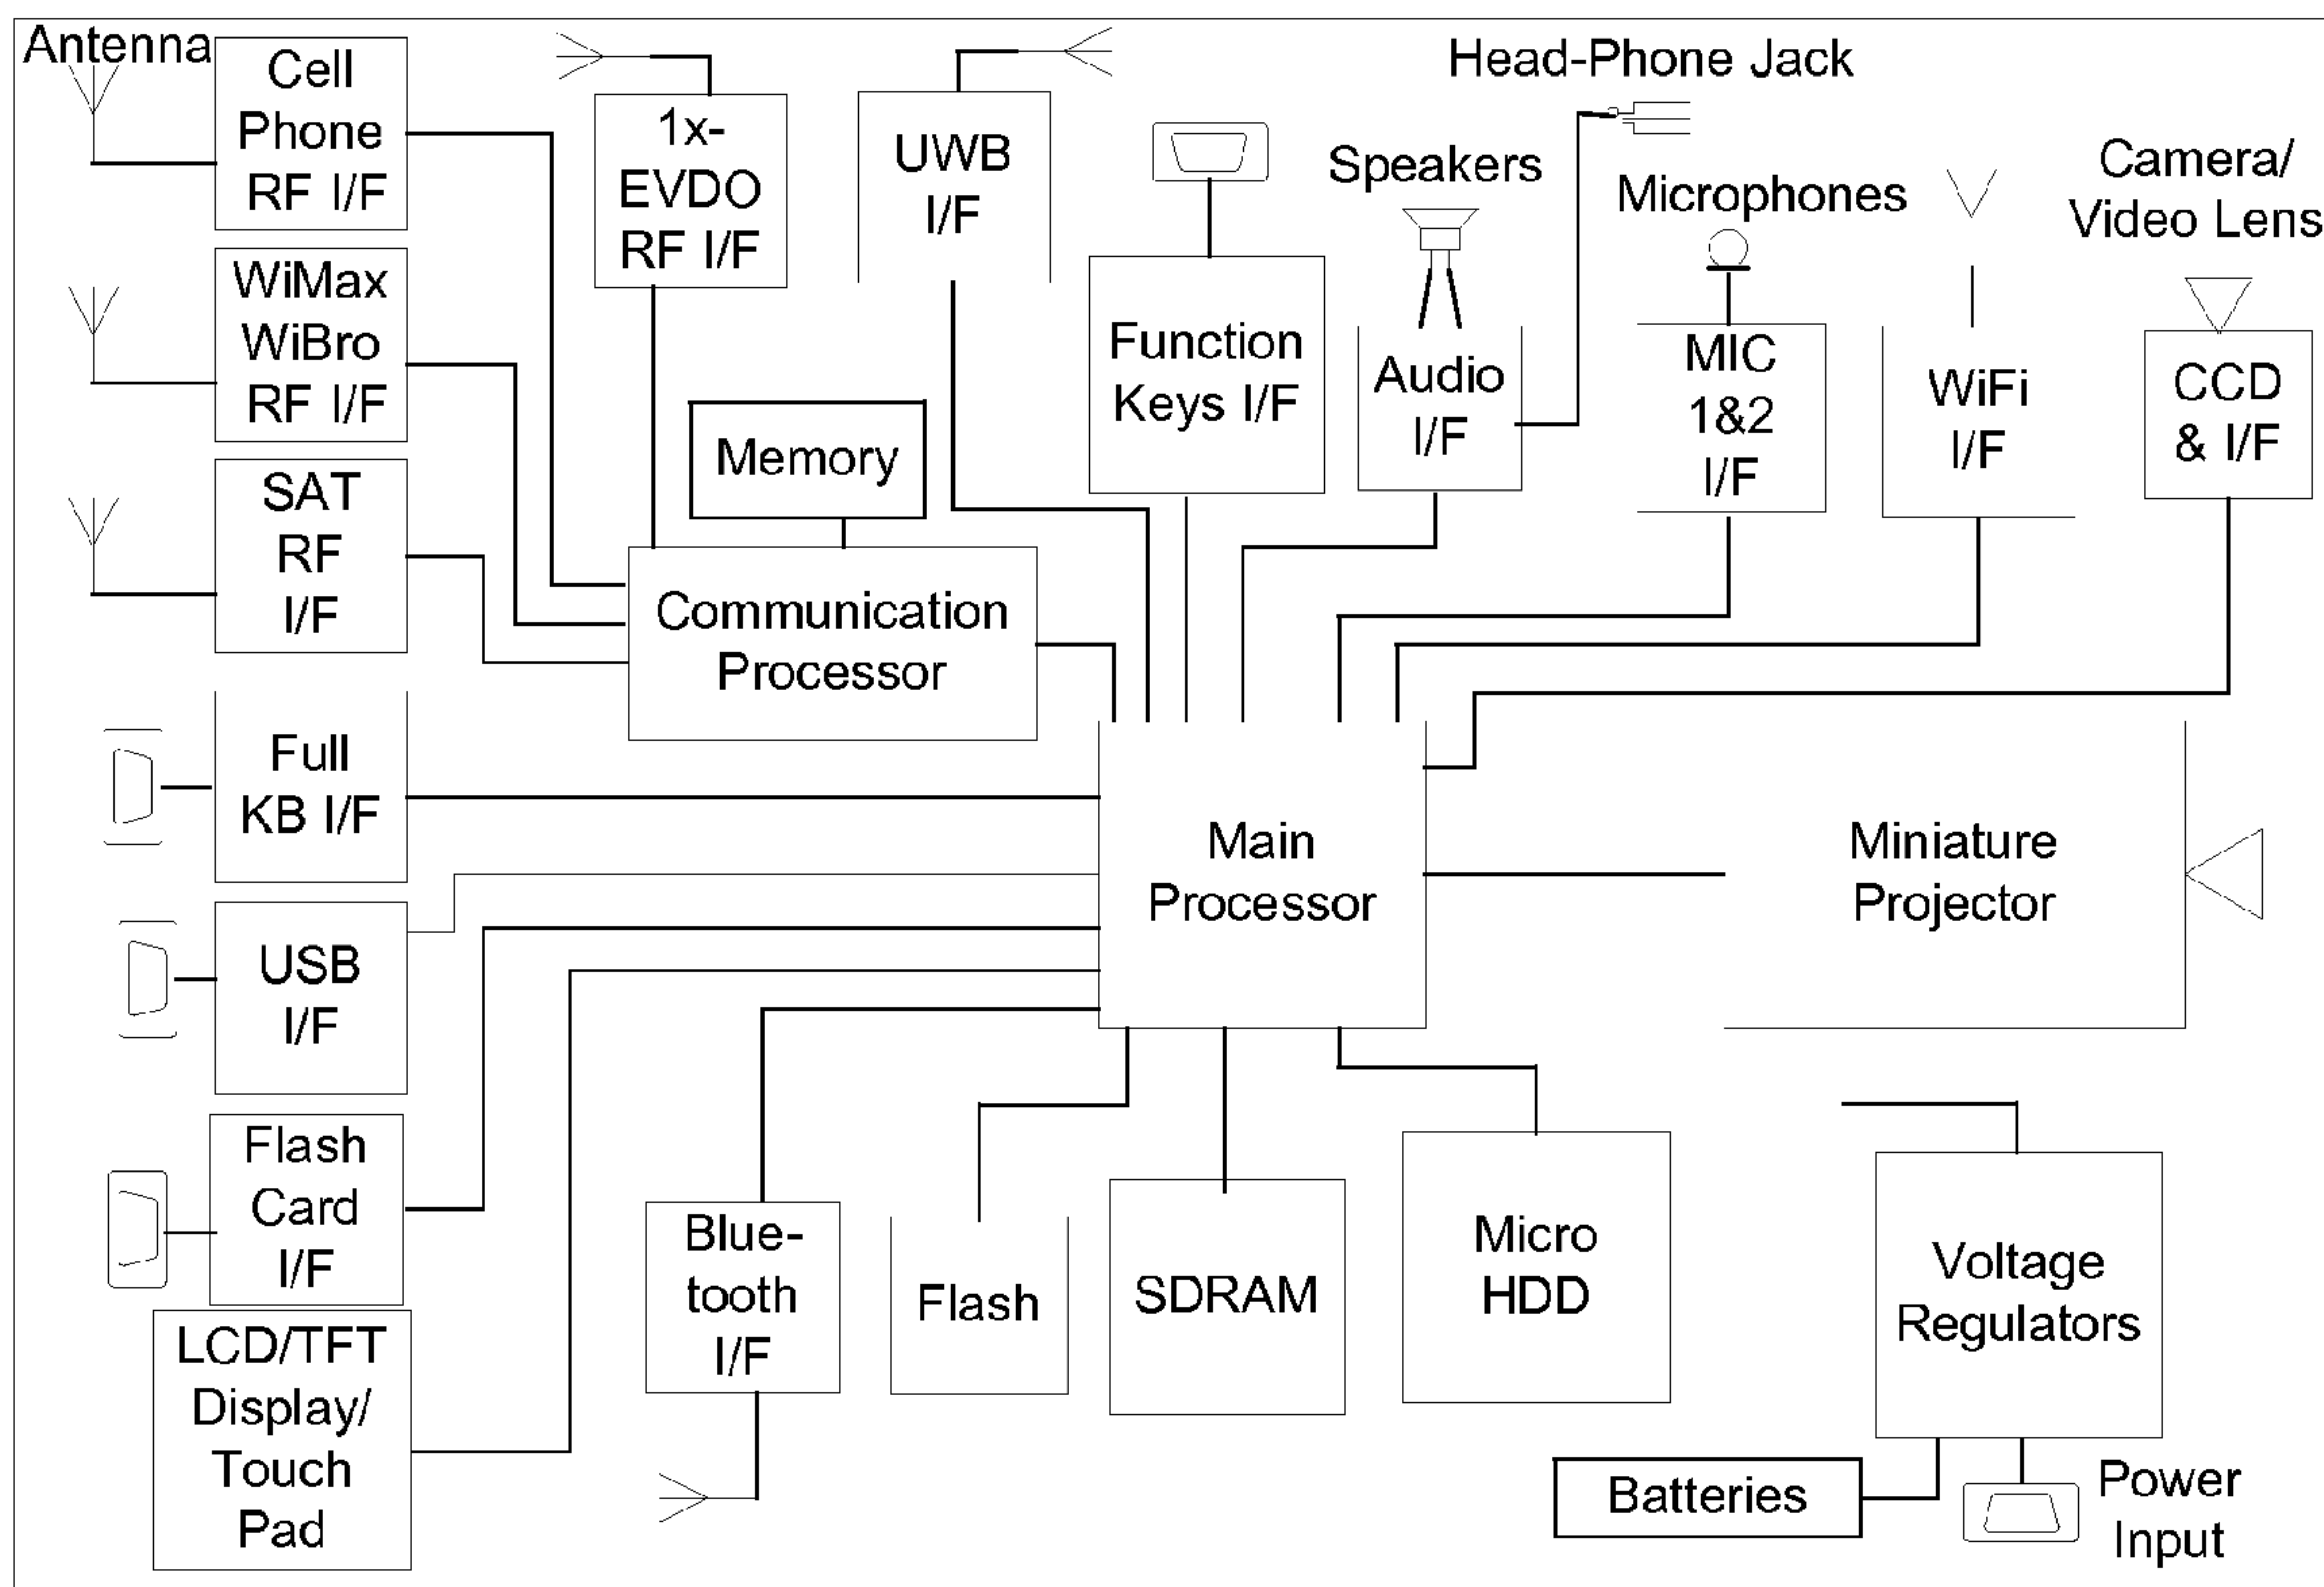 Antenna
Cell
Phone
RF I/F
1x-
EVDO
RF I/F
UWB
I/F
Head-Phone Jack
Speakers
Microphones
Camera/
Video Lens
WiMax
WiBro
RF I/F
Function
Keys I/F
Audio
I/F
MIC
1&2
I/F
WiFi
I/F
CCD
& I/F
Memory
SAT
RF
I/F
Communication
Processor
Full
KB I/F
Main
Processor
Miniature
Projector
USB
I/F
Flash
Card
I/F
Blue-
tooth
I/F
Flash
SDRAM
Micro
HDD
Voltage
Regulators
LCD/TFT
Display/
Touch
Pad
Batteries
Power
Input